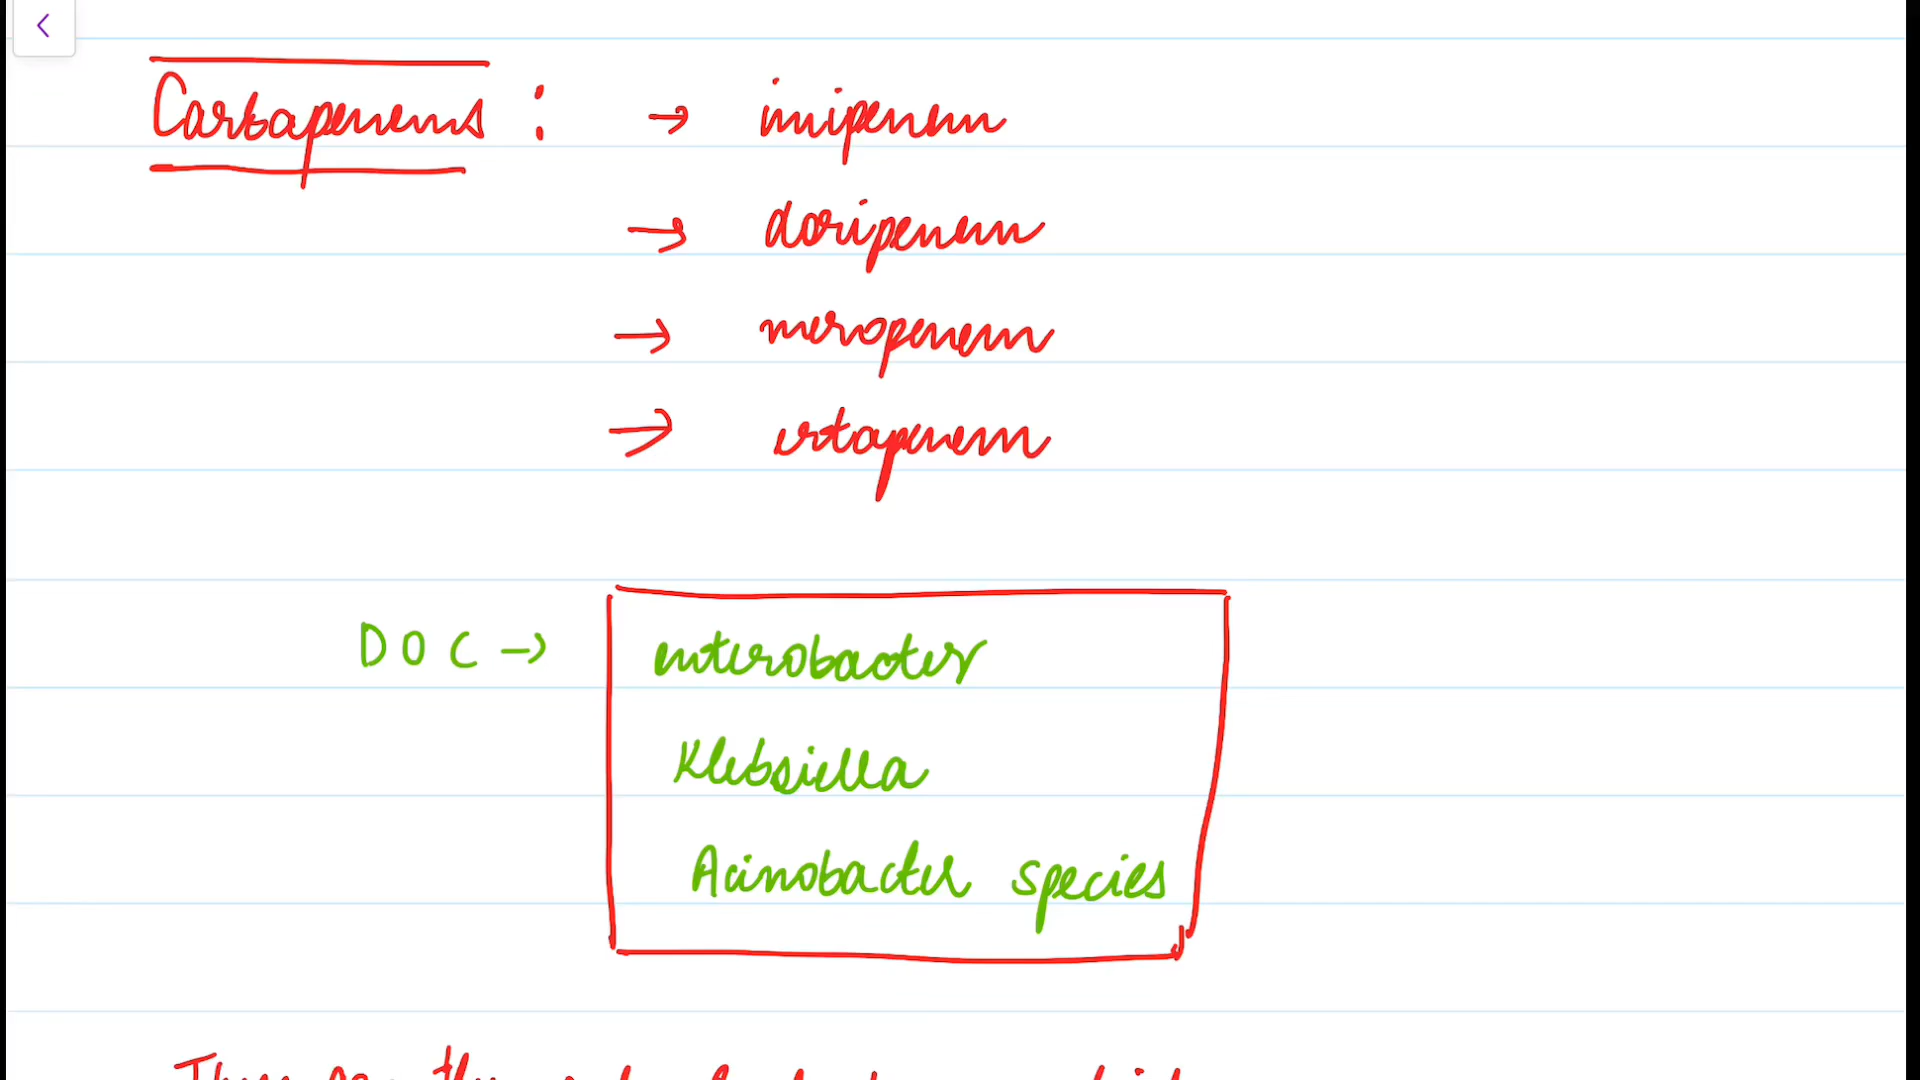 Carbapenems : → imipenem
→ doripenem
→ meropenem
→ ertapenem
DOC → enterobacter
Klebsiella
Acinobacter species